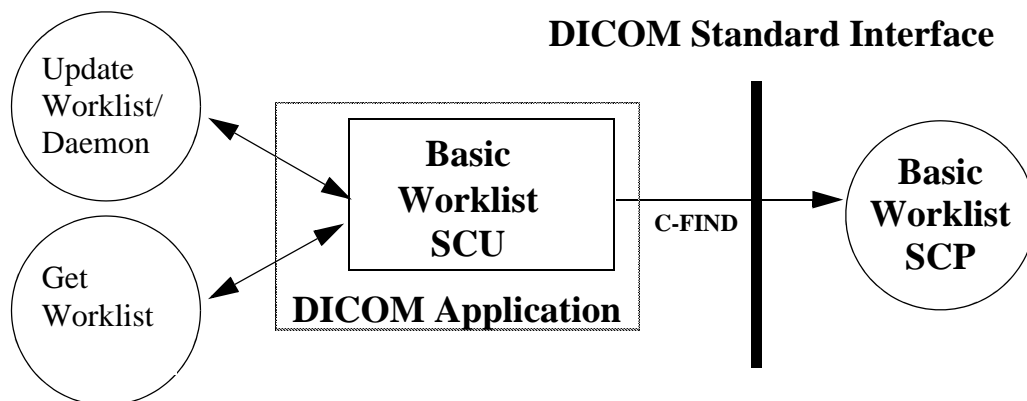 DICOM Standard Interface
Update
Worklist/
Daemon
Basic
Worklist
SCU
C-FIND
Basic
Worklist
SCP
Get
Worklist
DICOM Application